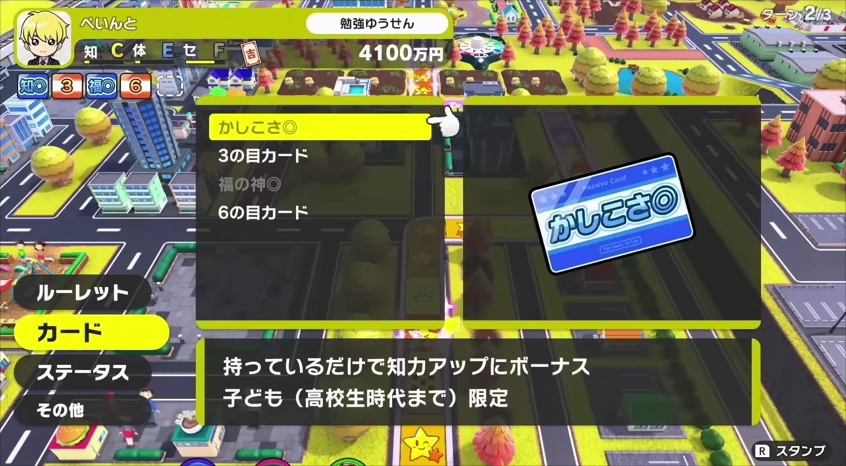 ぺいんと
勉強ゆうせん
ターン 2/3
知 C 体 E セ F 吉
4100万円
知◎ 3 福◎ 6
かしこさ◎
3の目カード
福の神◎
6の目カード
Passive Card
かしこさ◎
ルーレット
カード
ステータス
その他
持っているだけで知力アップにボーナス
子ども（高校生時代まで）限定
R スタンプ